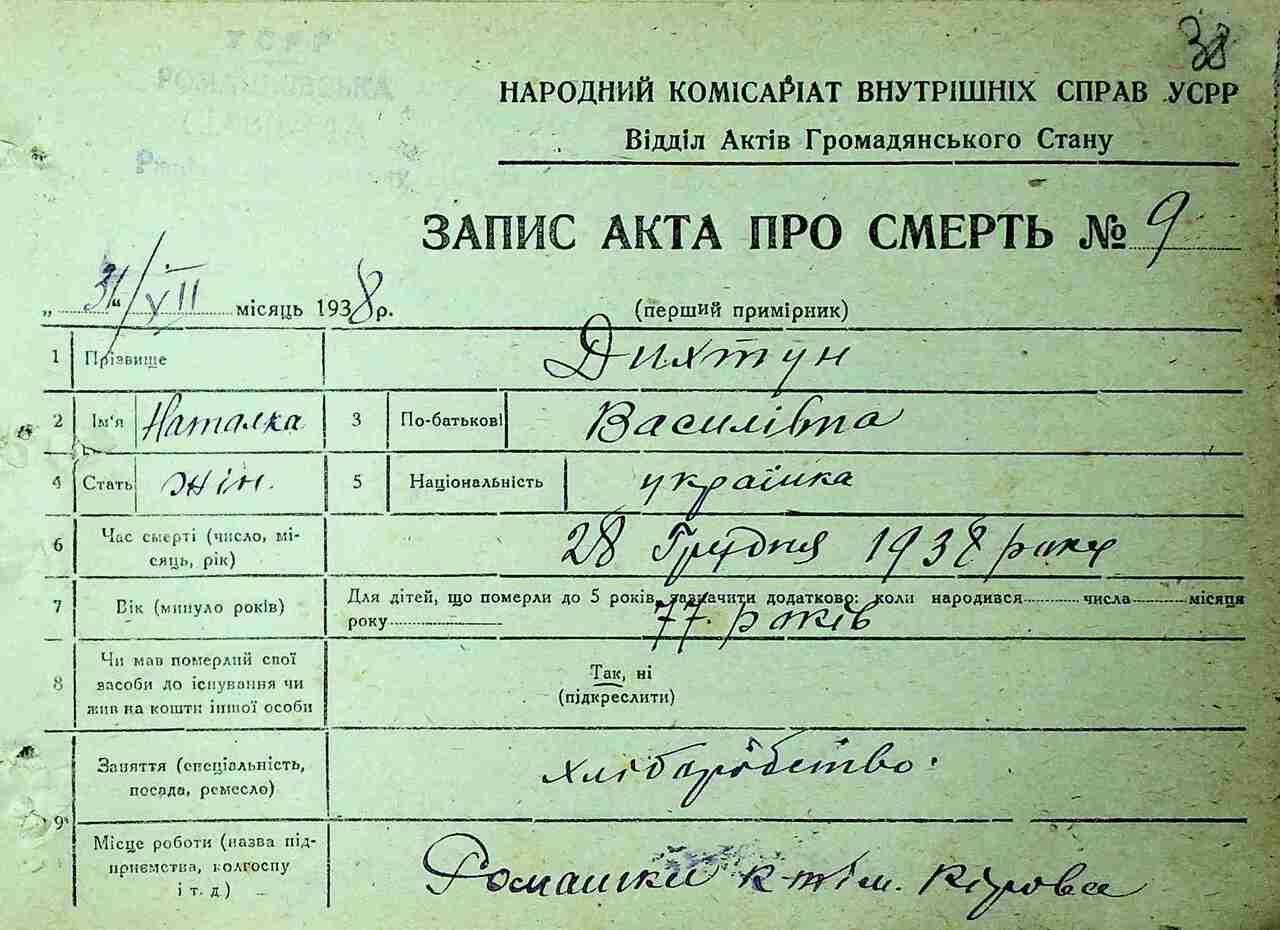 38
НАРОДНИЙ КОМІСАРІАТ ВНУТРІШНІХ СПРАВ УСРР
Відділ Актів Громадянського Стану
ЗАПИС АКТА ПРО СМЕРТЬ № 9
„ 31 “ XII місяць 1938 р.
(перший примірник)
1 Прізвище Дихтун
2 Ім'я Наталка 3 По-батькові Василівна
4 Стать жін. 5 Національність українка
6 Час смерті (число, мі-
сяць, рік) 28 Грудня 1938 року
7 Вік (минуло років) Для дітей, що померли до 5 років, зазначити додатково: коли народився числа місяця
року 77 років
8 Чи мав померлий свої
засоби до існування чи
жив на кошти іншої особи
Так, ні
(підкреслити)
9 Заняття (спеціальність,
посада, ремесло) хліборобство.
Місце роботи (назва під-
приємства, колгоспу
і т. д.) Ромашки к-т ім. Кірова